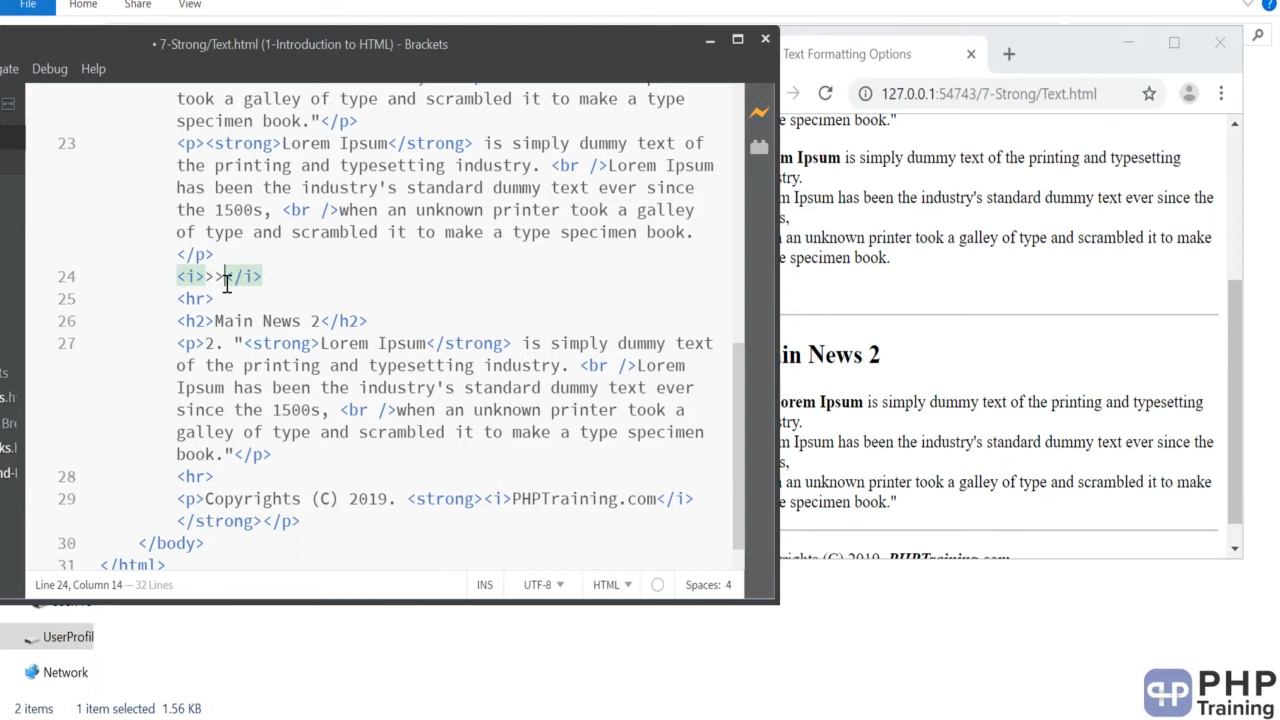 File Home Share View
7-Strong/Text.html (1-Introduction to HTML) - Brackets
gate Debug Help
took a galley of type and scrambled it to make a type
specimen book."</p>
23 <p><strong>Lorem Ipsum</strong> is simply dummy text of
the printing and typesetting industry. <br />Lorem Ipsum
has been the industry's standard dummy text ever since
the 1500s, <br />when an unknown printer took a galley
of type and scrambled it to make a type specimen book.
</p>
24 <i>>></i>
25 <hr>
26 <h2>Main News 2</h2>
27 <p>2. "<strong>Lorem Ipsum</strong> is simply dummy text
of the printing and typesetting industry. <br />Lorem
Ipsum has been the industry's standard dummy text ever
since the 1500s, <br />when an unknown printer took a
galley of type and scrambled it to make a type specimen
book."</p>
28 <hr>
29 <p>Copyrights (C) 2019. <strong><i>PHPTraining.com</i>
</strong></p>
30 </body>
31 </html>
ts
s.h
Bre
ks.
nd-
Line 24, Column 14 — 32 Lines INS UTF-8 HTML Spaces: 4
Text Formatting Options
127.0.0.1:54743/7-Strong/Text.html
he specimen book."
m Ipsum is simply dummy text of the printing and typesetting
stry.
m Ipsum has been the industry's standard dummy text ever since the
s,
an unknown printer took a galley of type and scrambled it to make
he specimen book.
in News 2
orem Ipsum is simply dummy text of the printing and typesetting
stry.
m Ipsum has been the industry's standard dummy text ever since the
s,
an unknown printer took a galley of type and scrambled it to make
he specimen book."
rights (C) 2019. PHPTraining.com
UserProfil
Network
2 items 1 item selected 1.56 KB
PHP
Training